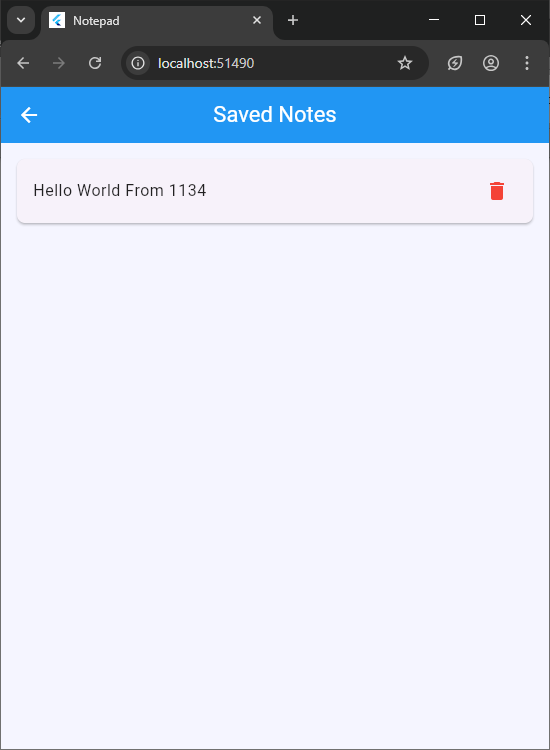 Notepad
localhost:51490
Saved Notes
Hello World From 1134